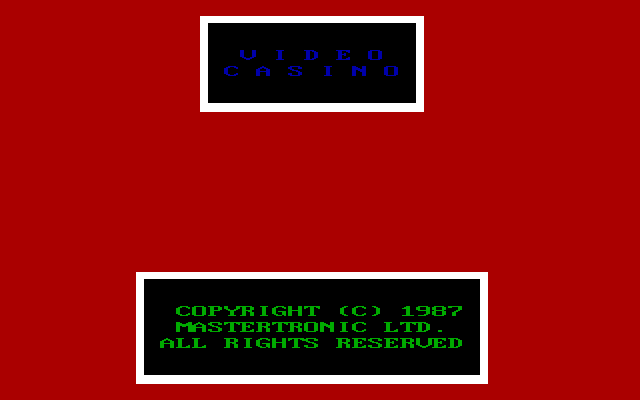 V I D E O
C A S I N O
COPYRIGHT (C) 1987
MASTERTRONIC LTD.
ALL RIGHTS RESERVED